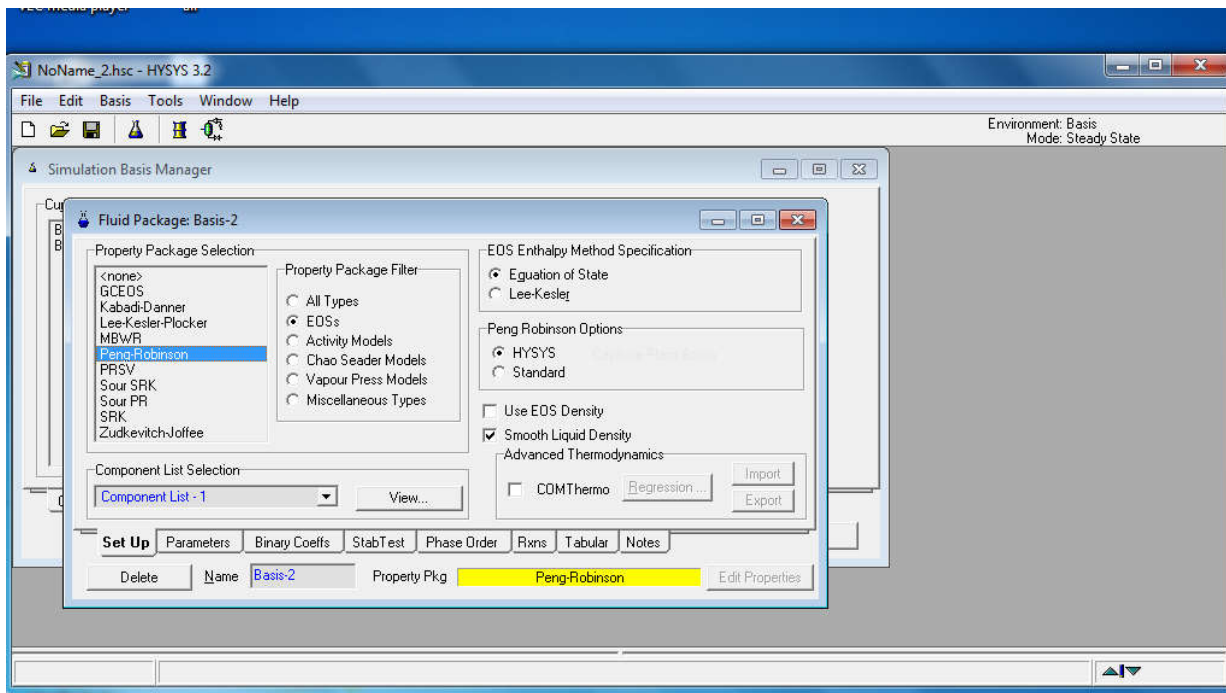 NoName_2.hsc - HYSYS 3.2
File Edit Basis Tools Window Help
Environment: Basis
Mode: Steady State
Simulation Basis Manager
Fluid Package: Basis-2
Property Package Selection
<none>
GCEOS
Kabadi-Danner
Lee-Kesler-Plocker
MBWR
Peng-Robinson
PRSV
Sour SRK
Sour PR
SRK
Zudkevitch-Joffee
Property Package Filter
All Types
EOSs
Activity Models
Chao Seader Models
Vapour Press Models
Miscellaneous Types
Component List Selection
Component List - 1
View...
EOS Enthalpy Method Specification
Equation of State
Lee-Kesler
Peng Robinson Options
HYSYS
Standard
Use EOS Density
Smooth Liquid Density
Advanced Thermodynamics
COMThermo
Regression ...
Import
Export
Set Up Parameters Binary Coeffs StabTest Phase Order Rxns Tabular Notes
Delete Name Basis-2 Property Pkg Peng-Robinson Edit Properties